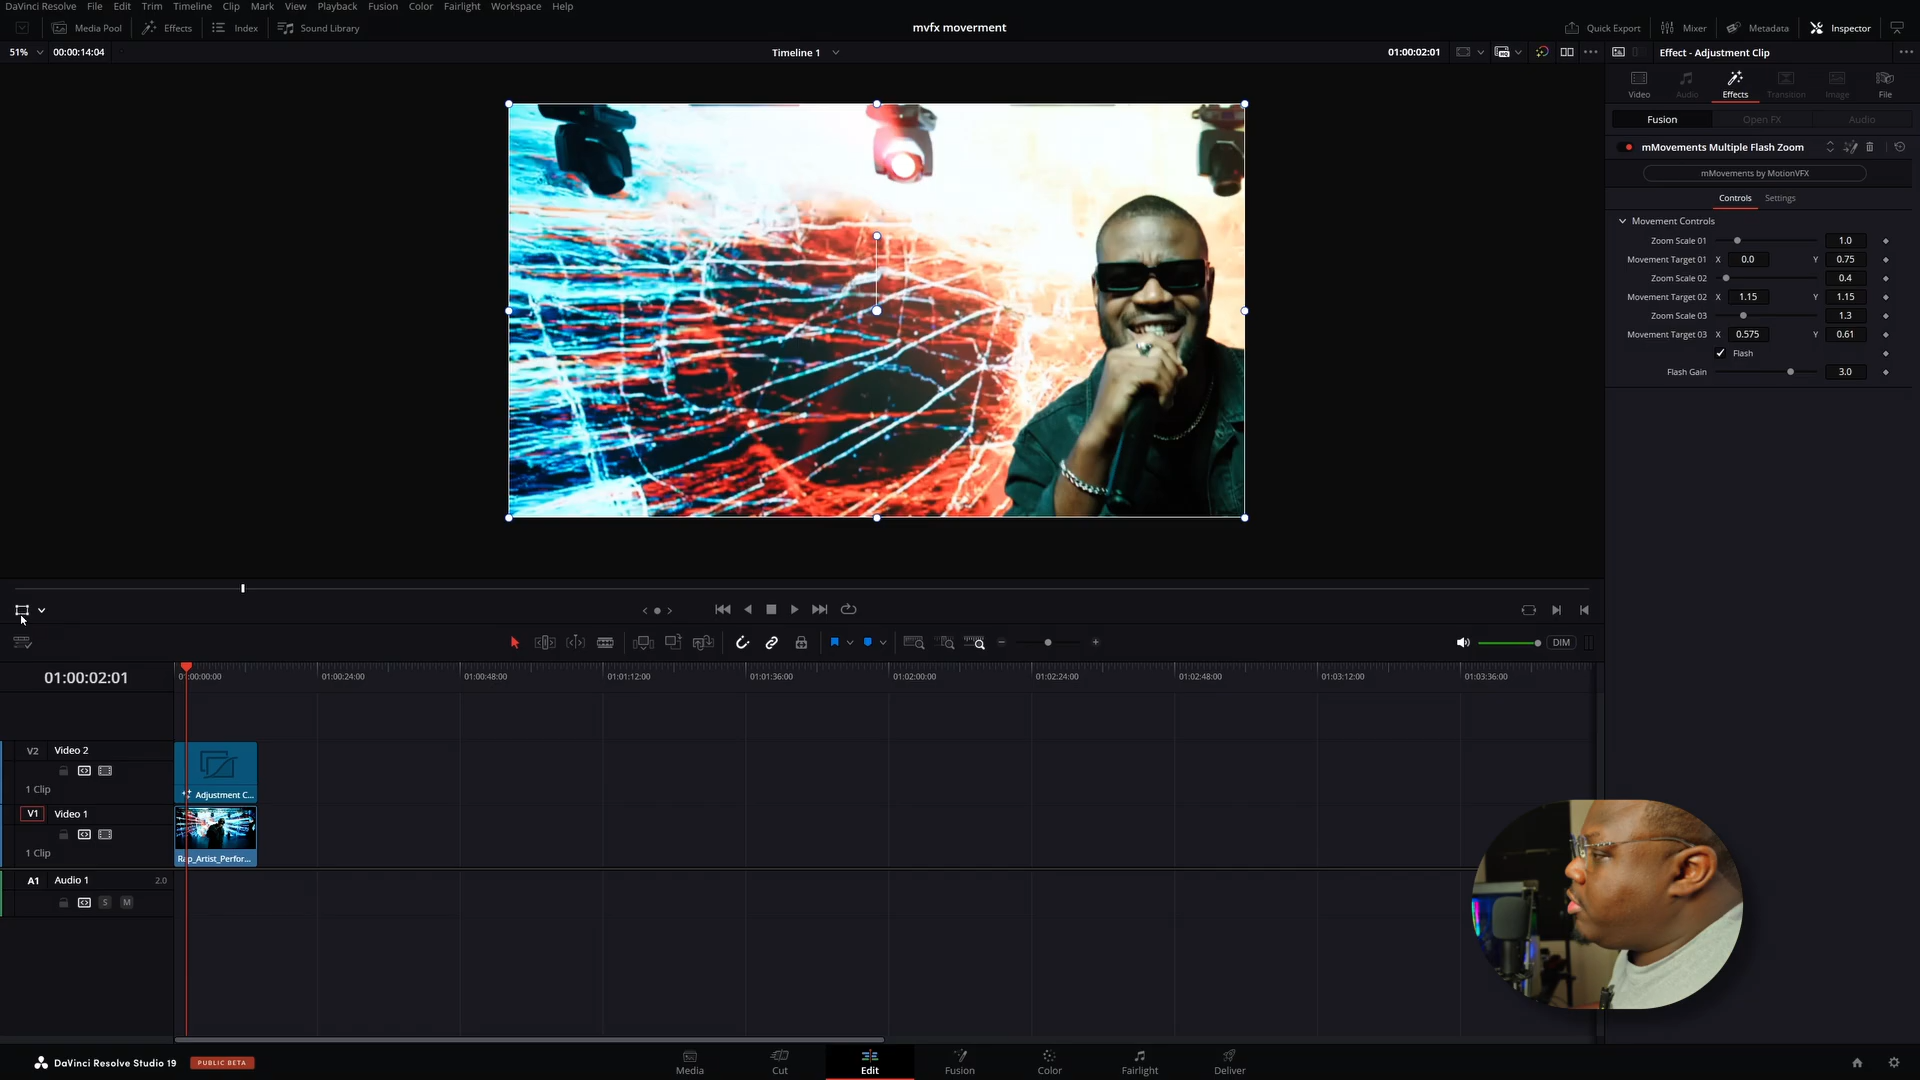 DaVinci Resolve File Edit Trim Timeline Clip Mark View Playback Fusion Color Fairlight Workspace Help
Media Pool Effects Index Sound Library mvfx moverment Quick Export Mixer Metadata Inspector
51% 00:00:14:04 Timeline 1 01:00:02:01 Effect - Adjustment Clip
Video Audio Effects Transition Image File
Fusion Open FX Audio
mMovements Multiple Flash Zoom
mMovements by MotionVFX
Controls Settings
Movement Controls
Zoom Scale 01 1.0
Movement Target 01 X 0.0 Y 0.75
Zoom Scale 02 0.4
Movement Target 02 X 1.15 Y 1.15
Zoom Scale 03 1.3
Movement Target 03 X 0.575 Y 0.61
Flash
Flash Gain 3.0
DIM
01:00:02:01 01:00:00:00 01:00:24:00 01:00:48:00 01:01:12:00 01:01:36:00 01:02:00:00 01:02:24:00 01:02:48:00 01:03:12:00 01:03:36:00
V2 Video 2
1 Clip
Adjustment C...
V1 Video 1
1 Clip
Rap_Artist_Perfor...
A1 Audio 1 2.0
S M
DaVinci Resolve Studio 19 PUBLIC BETA
Media Cut Edit Fusion Color Fairlight Deliver